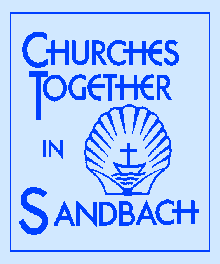 CHURCHES
TOGETHER
IN
SANDBACH